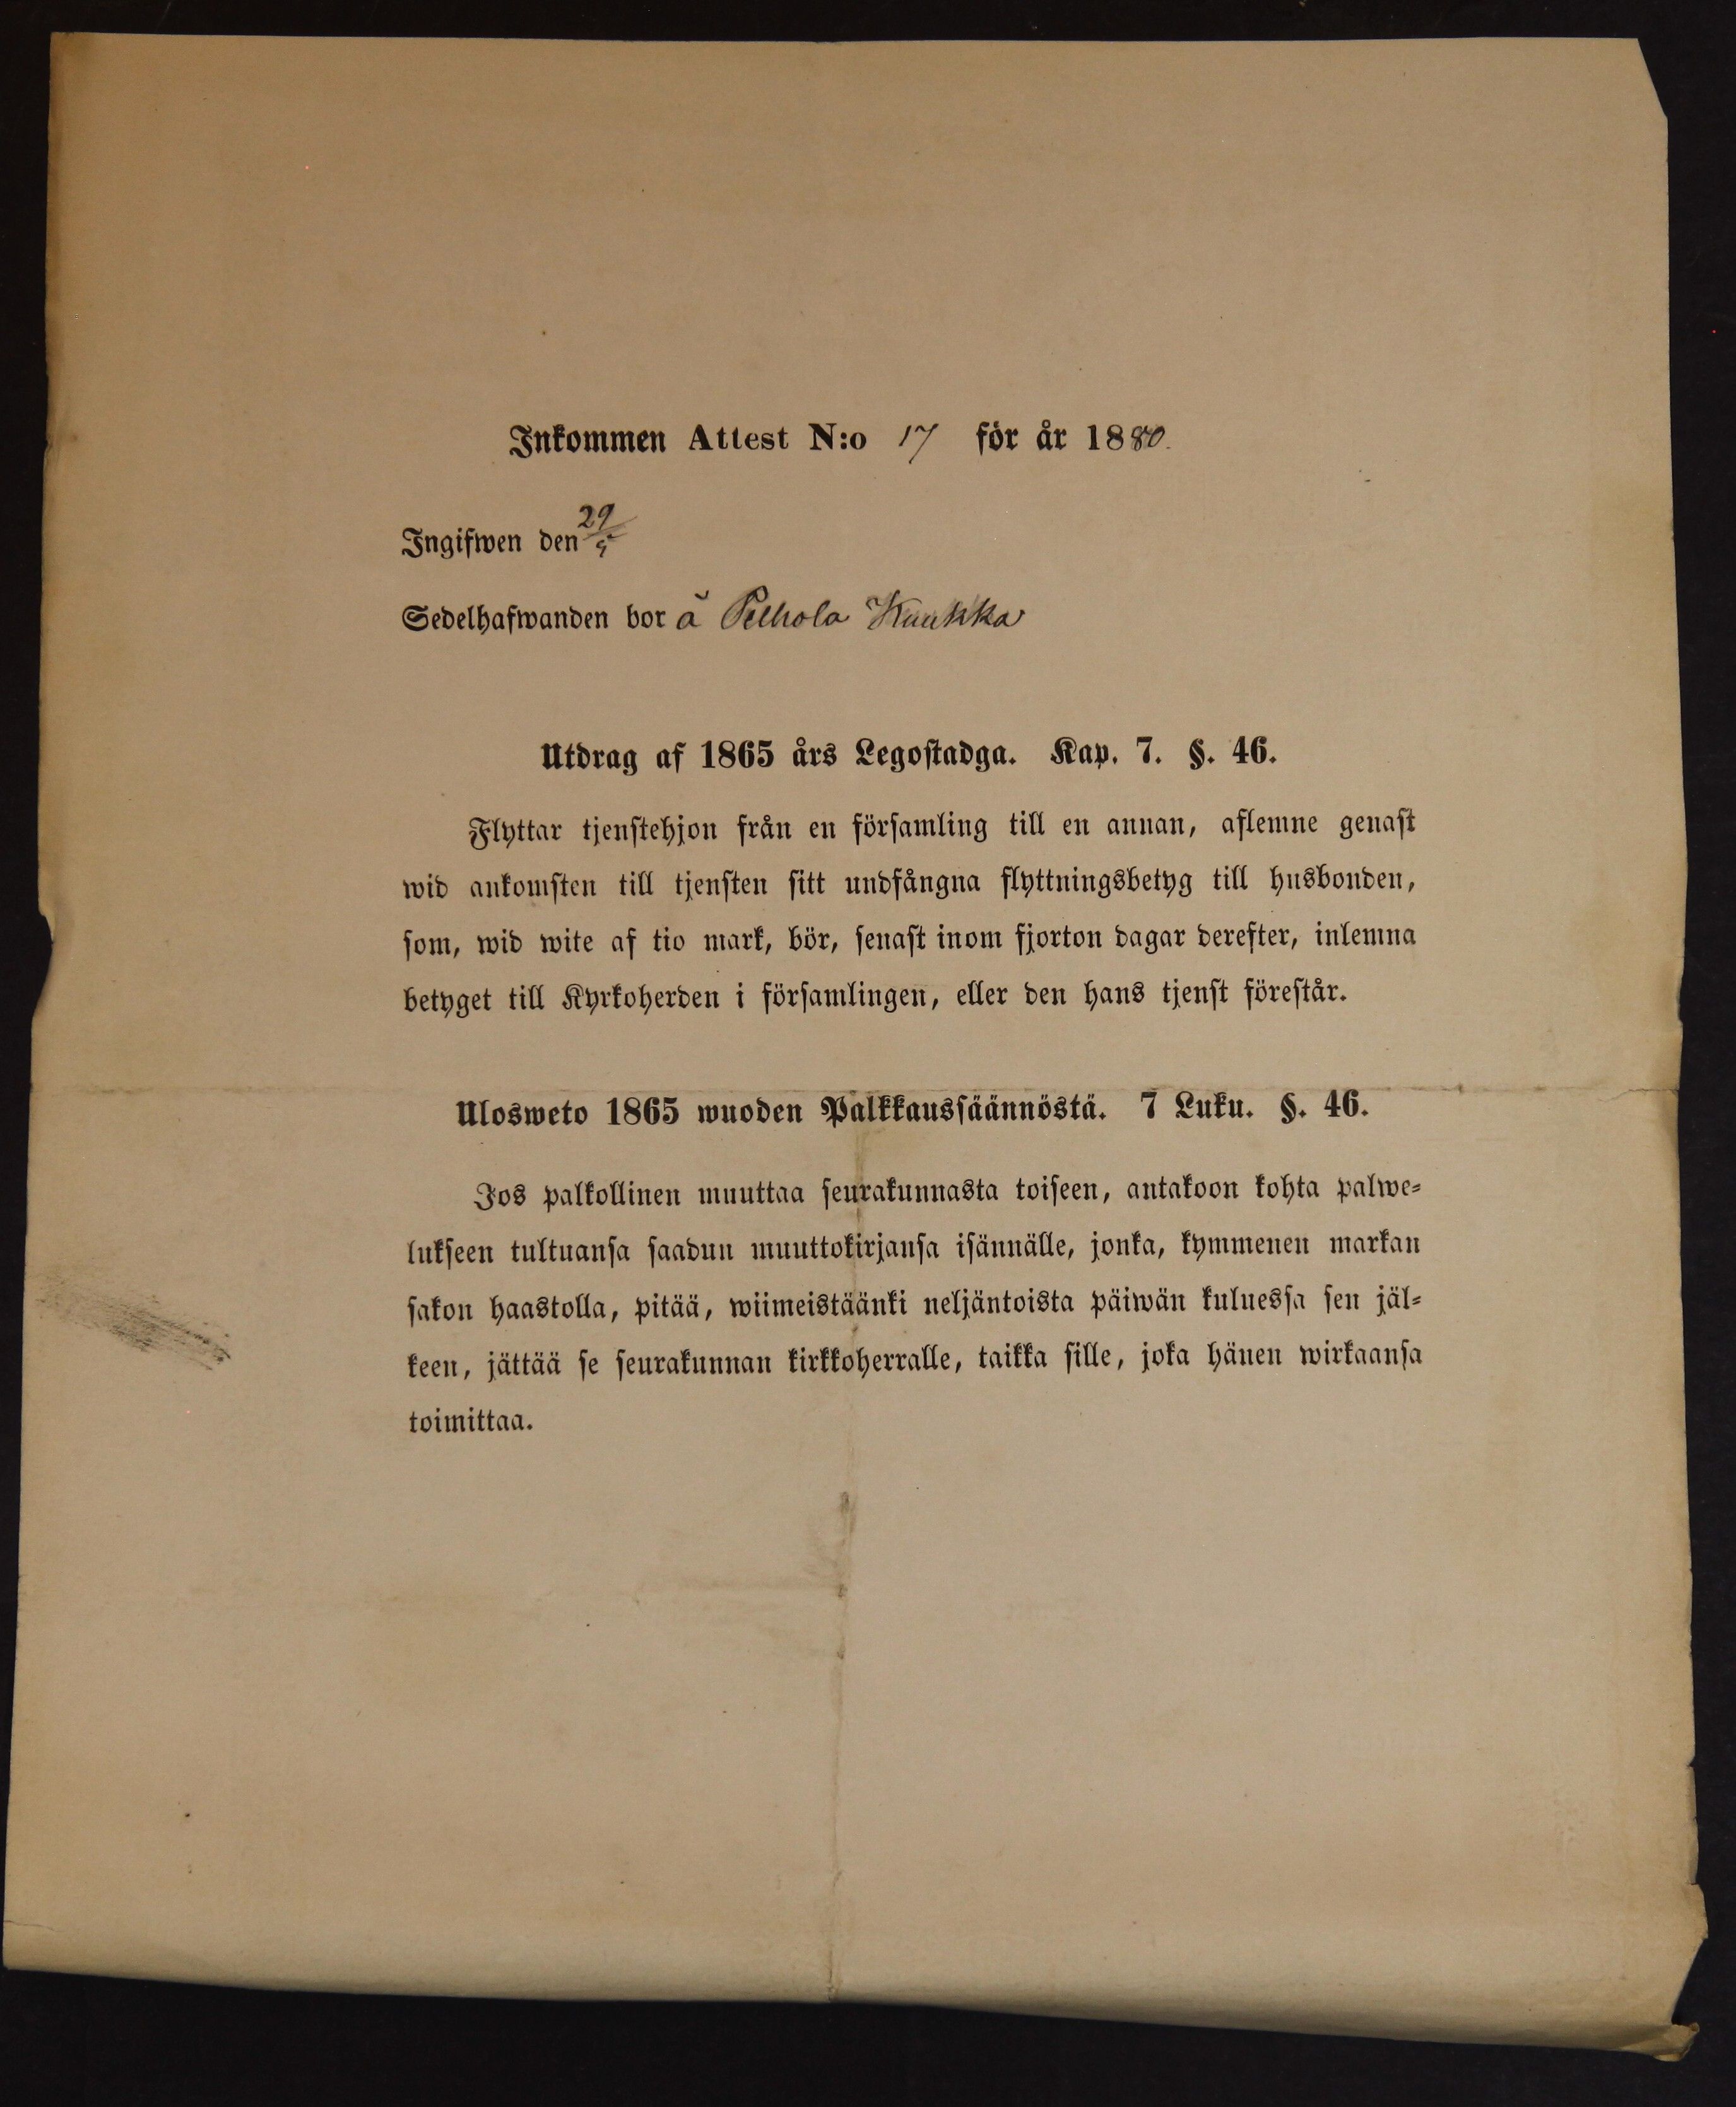 Inkommen Attest N:o 17 för år 1880.
Ingifwen den 29/5
Sedelhafwanden bor å Pelhola Kuukka
Utdrag af 1865 års Legostadga. Kap. 7. §. 46.
Flyttar tjenstehjon från en församling till en annan, aflemne genast
wid ankomsten till tjensten sitt undfångna flyttningsbetyg till husbonden,
som, wid wite af tio mark, bör, senast inom fjorton dagar derefter, inlemna
betyget till Kyrkoherden i församlingen, eller den hans tjenst förestår.
Ulosweto 1865 wuoden Palkkaussäännöstä. 7 Luku. §. 46.
Jos palkollinen muuttaa seurakunnasta toiseen, antakoon kohta palwe-
lukseen tultuansa saadun muuttokirjansa isännälle, jonka, kymmenen markan
sakon haastolla, pitää, wiimeistäänki neljäntoista päiwän kuluessa sen jäl-
keen, jättää se seurakunnan kirkkoherralle, taikka sille, joka hänen wirkaansa
toimittaa.